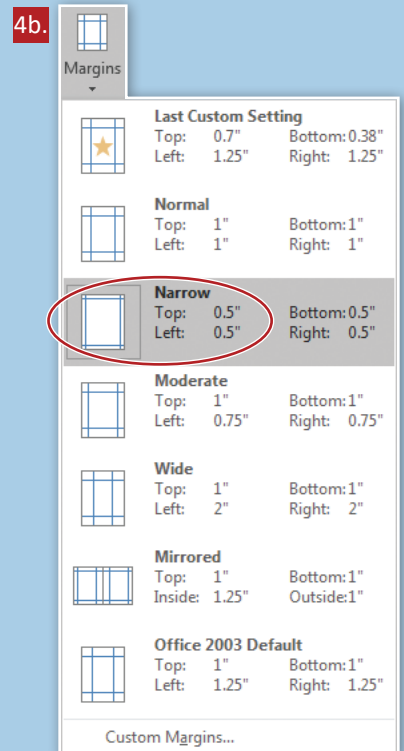 4b.
Margins
Last Custom Setting
Top: 0.7" Bottom: 0.38"
Left: 1.25" Right: 1.25"
Normal
Top: 1" Bottom: 1"
Left: 1" Right: 1"
Narrow
Top: 0.5" Bottom: 0.5"
Left: 0.5" Right: 0.5"
Moderate
Top: 1" Bottom: 1"
Left: 0.75" Right: 0.75"
Wide
Top: 1" Bottom: 1"
Left: 2" Right: 2"
Mirrored
Top: 1" Bottom: 1"
Inside: 1.25" Outside: 1"
Office 2003 Default
Top: 1" Bottom: 1"
Left: 1.25" Right: 1.25"
Custom Margins...